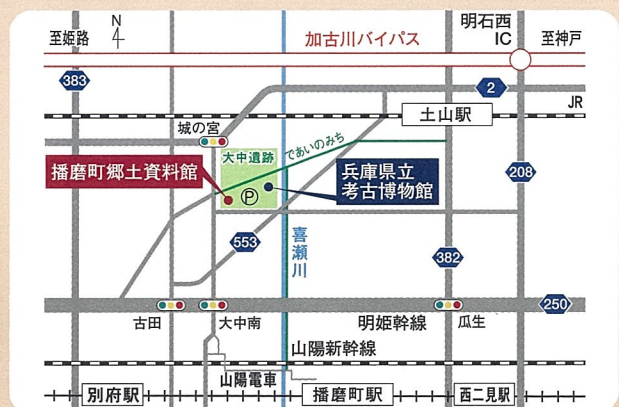 N
至姫路
加古川バイパス
明石西
IC
至神戸
383
2
JR
土山駅
城の宮
大中遺跡
であいのみち
播磨町郷土資料館
兵庫県立
考古博物館
P
208
553
喜瀬川
382
250
古田
大中南
明姫幹線
瓜生
山陽新幹線
山陽電車
別府駅
播磨町駅
西二見駅